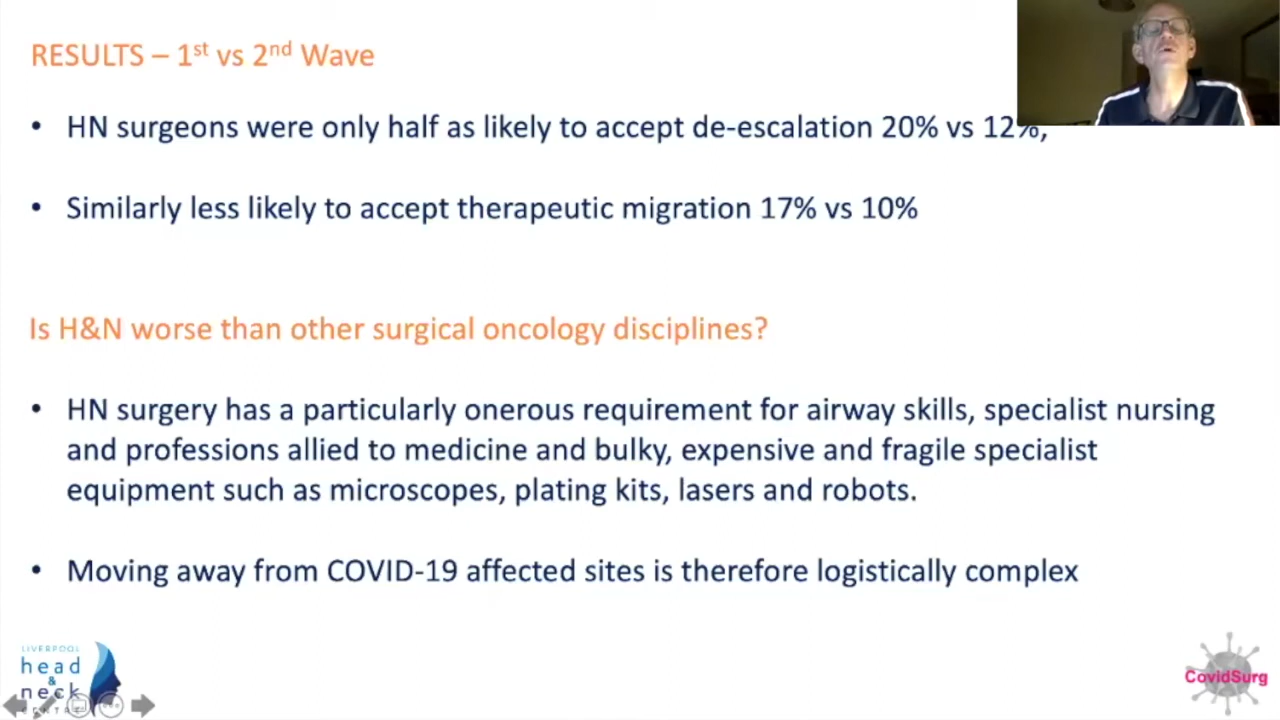 RESULTS – 1st vs 2nd Wave
• HN surgeons were only half as likely to accept de-escalation 20% vs 12%,
• Similarly less likely to accept therapeutic migration 17% vs 10%
Is H&N worse than other surgical oncology disciplines?
• HN surgery has a particularly onerous requirement for airway skills, specialist nursing
and professions allied to medicine and bulky, expensive and fragile specialist
equipment such as microscopes, plating kits, lasers and robots.
• Moving away from COVID-19 affected sites is therefore logistically complex
LIVERPOOL
head
&
neck
CENTRE
CovidSurg